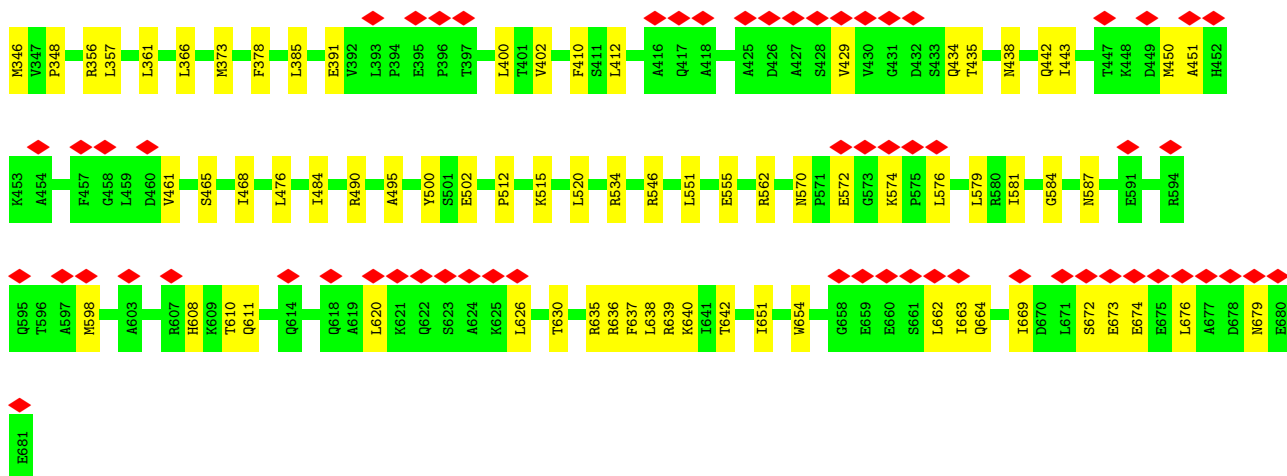 M346 V347 P348 R356 L357 L361 L366 M373 F378 L385 E391 V392 L393 P394 E395 P396 T397 L400 T401 V402 F410 S411 L412 A416 Q417 A418 A425 D426 A427 S428 V429 V430 G431 D432 S433 Q434 T435 N438 Q442 I443 T447 K448 D449 M450 A451 H452
K453 A454 F457 G458 L459 D460 V461 S465 I468 L476 I484 R490 A495 Y500 S501 E502 P512 K515 L520 R534 R546 L551 E555 R562 N570 P571 E572 G573 K574 P575 L576 L579 R580 I581 G584 N587 E591 R594
Q595 T596 A597 M598 A603 R607 H608 K609 T610 Q611 Q614 Q618 A619 L620 K621 Q622 S623 A624 K625 L626 T630 R635 R636 F637 L638 R639 K640 I641 T642 I651 W654 G658 E659 E660 S661 L662 I663 Q664 I669 D670 L671 S672 E673 E674 E675 L676 A677 D678 N679 E680
E681